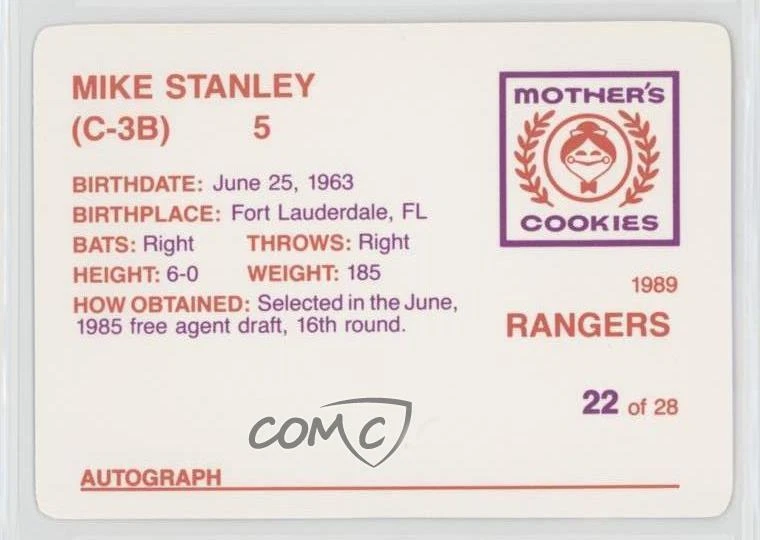 MIKE STANLEY
(C-3B) 5
BIRTHDATE: June 25, 1963
BIRTHPLACE: Fort Lauderdale, FL
BATS: Right THROWS: Right
HEIGHT: 6-0 WEIGHT: 185
HOW OBTAINED: Selected in the June,
1985 free agent draft, 16th round.
MOTHER'S
COOKIES
1989
RANGERS
22 of 28
COMC
AUTOGRAPH